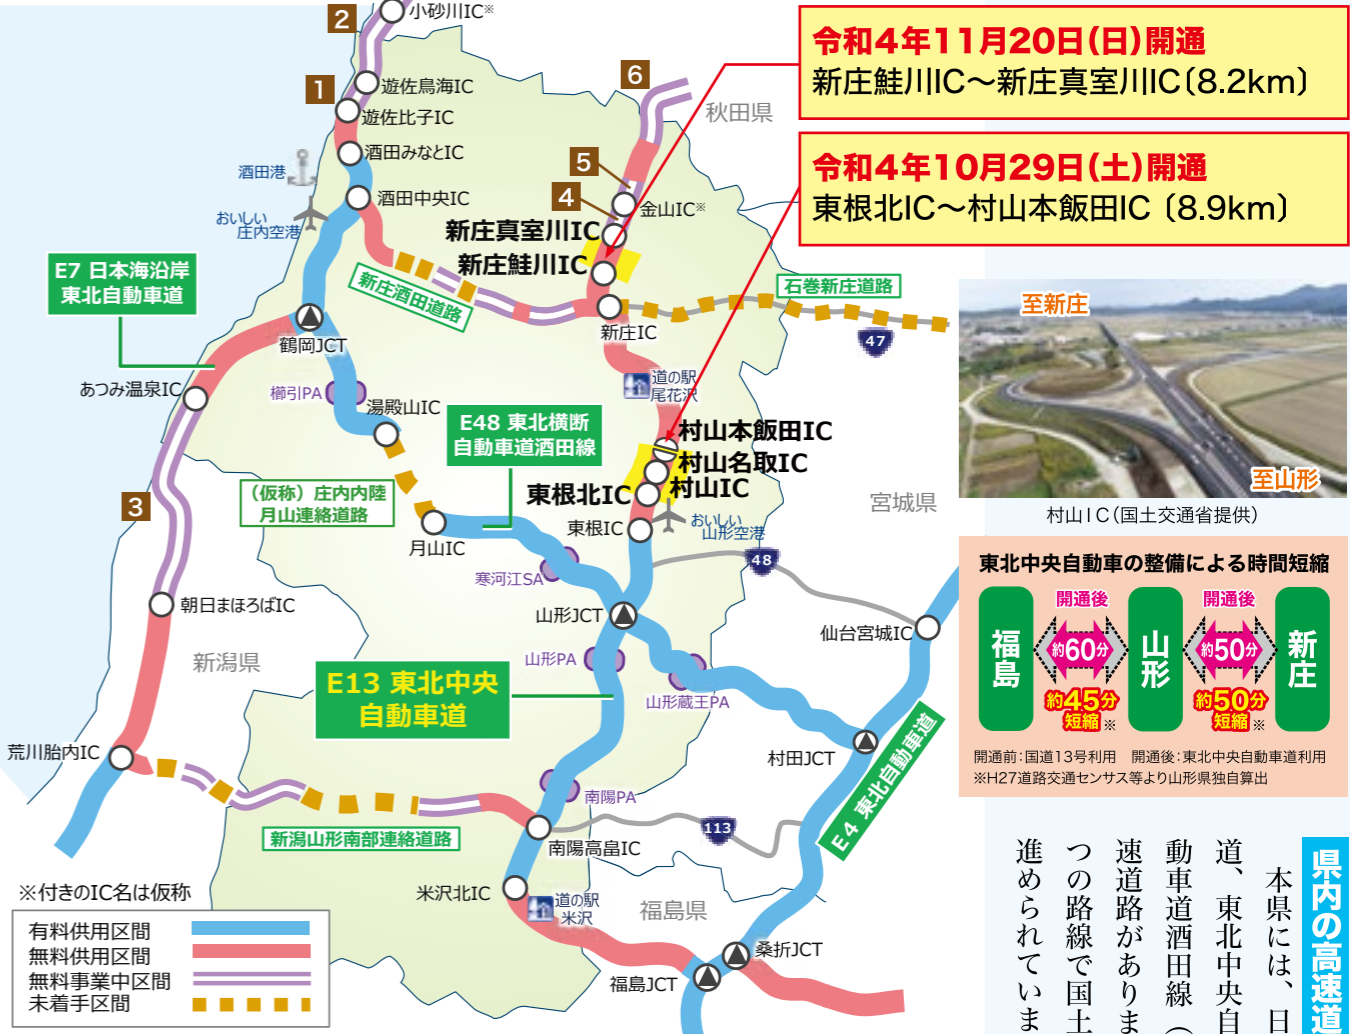 令和4年11月20日(日)開通
新庄鮭川IC〜新庄真室川IC〔8.2km〕
令和4年10月29日(土)開通
東根北IC〜村山本飯田IC〔8.9km〕
2
小砂川IC※
遊佐鳥海IC
1
遊佐比子IC
酒田みなとIC
酒田港
酒田中央IC
おいしい
庄内空港
6
秋田県
5
4
金山IC※
新庄真室川IC
新庄鮭川IC
E7 日本海沿岸
東北自動車道
新庄酒田道路
石巻新庄道路
新庄IC
47
鶴岡JCT
あつみ温泉IC
櫛引PA
湯殿山IC
道の駅
尾花沢
E48 東北横断
自動車道酒田線
村山本飯田IC
村山名取IC
村山IC
東根北IC
東根IC
おいしい
山形空港
宮城県
(仮称)庄内内陸
月山連絡道路
3
月山IC
寒河江SA
48
朝日まほろばIC
山形JCT
仙台宮城IC
新潟県
山形PA
E13 東北中央
自動車道
山形蔵王PA
荒川胎内IC
村田JCT
E4 東北自動車道
南陽PA
新潟山形南部連絡道路
113
南陽高畠IC
米沢北IC
道の駅
米沢
福島県
桑折JCT
福島JCT
※付きのIC名は仮称
有料供用区間
無料供用区間
無料事業中区間
未着手区間
至新庄
至山形
村山IC(国土交通省提供)
東北中央自動車の整備による時間短縮
福島
開通後
約60分
約45分
短縮※
山形
開通後
約50分
約50分
短縮※
新庄
開通前:国道13号利用 開通後:東北中央自動車道利用
※H27道路交通センサス等より山形県独自算出
県内の高速道
本県には、日
道、東北中央自
動車道酒田線(
速道路がありま
つの路線で国土
進められていま